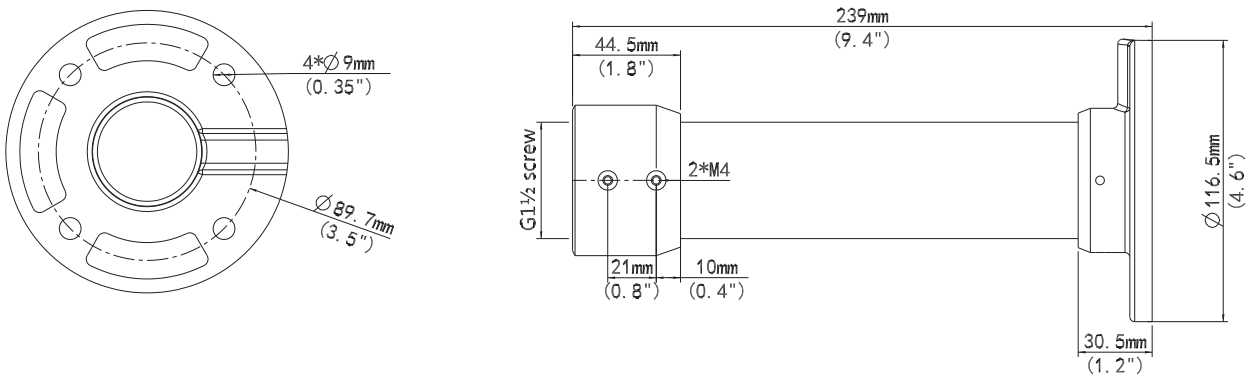 4*∅9mm
(0.35")
∅89.7mm
(3.5")
239mm
(9.4")
44.5mm
(1.8")
G1½ screw
2*M4
21mm
(0.8")
10mm
(0.4")
∅116.5mm
(4.6")
30.5mm
(1.2")